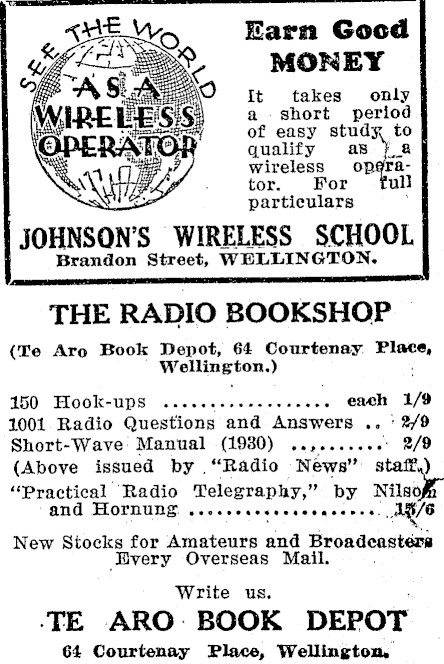 SEE THE WORLD
AS A
WIRELESS
OPERATOR
Earn Good
MONEY
It takes only
a short period
of easy study to
qualify as a
wireless opera-
tor. For full
particulars
JOHNSON'S WIRELESS SCHOOL
Brandon Street, WELLINGTON.
THE RADIO BOOKSHOP
(Te Aro Book Depot, 64 Courtenay Place,
Wellington.)
150 Hook-ups ................. each 1/9
1001 Radio Questions and Answers .. 2/9
Short-Wave Manual (1930) .......... 2/9
(Above issued by "Radio News" staff.)
"Practical Radio Telegraphy," by Nilson
and Hornung .................... 15/6
New Stocks for Amateurs and Broadcasters
Every Overseas Mail.
Write us.
TE ARO BOOK DEPOT
64 Courtenay Place, Wellington.